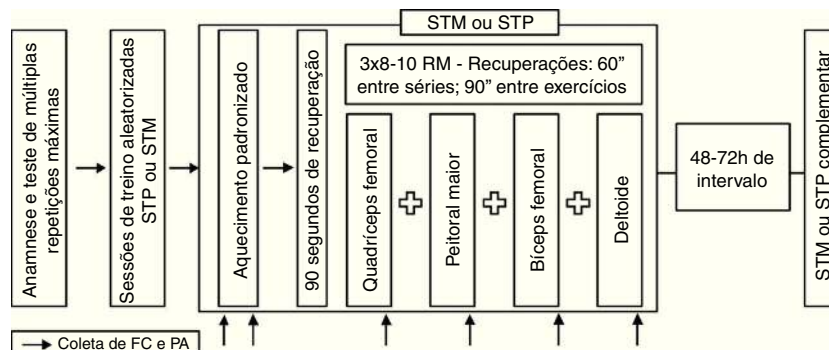 Anamnese e teste de múltiplas
repetições máximas
Sessões de treino aleatorizadas
STP ou STM
STM ou STP
Aquecimento padronizado
90 segundos de recuperação
3x8-10 RM - Recuperações: 60”
entre séries; 90” entre exercícios
Quadríceps femoral
Peitoral maior
Bíceps femoral
Deltoide
48-72h de
intervalo
STM ou STP complementar
Coleta de FC e PA